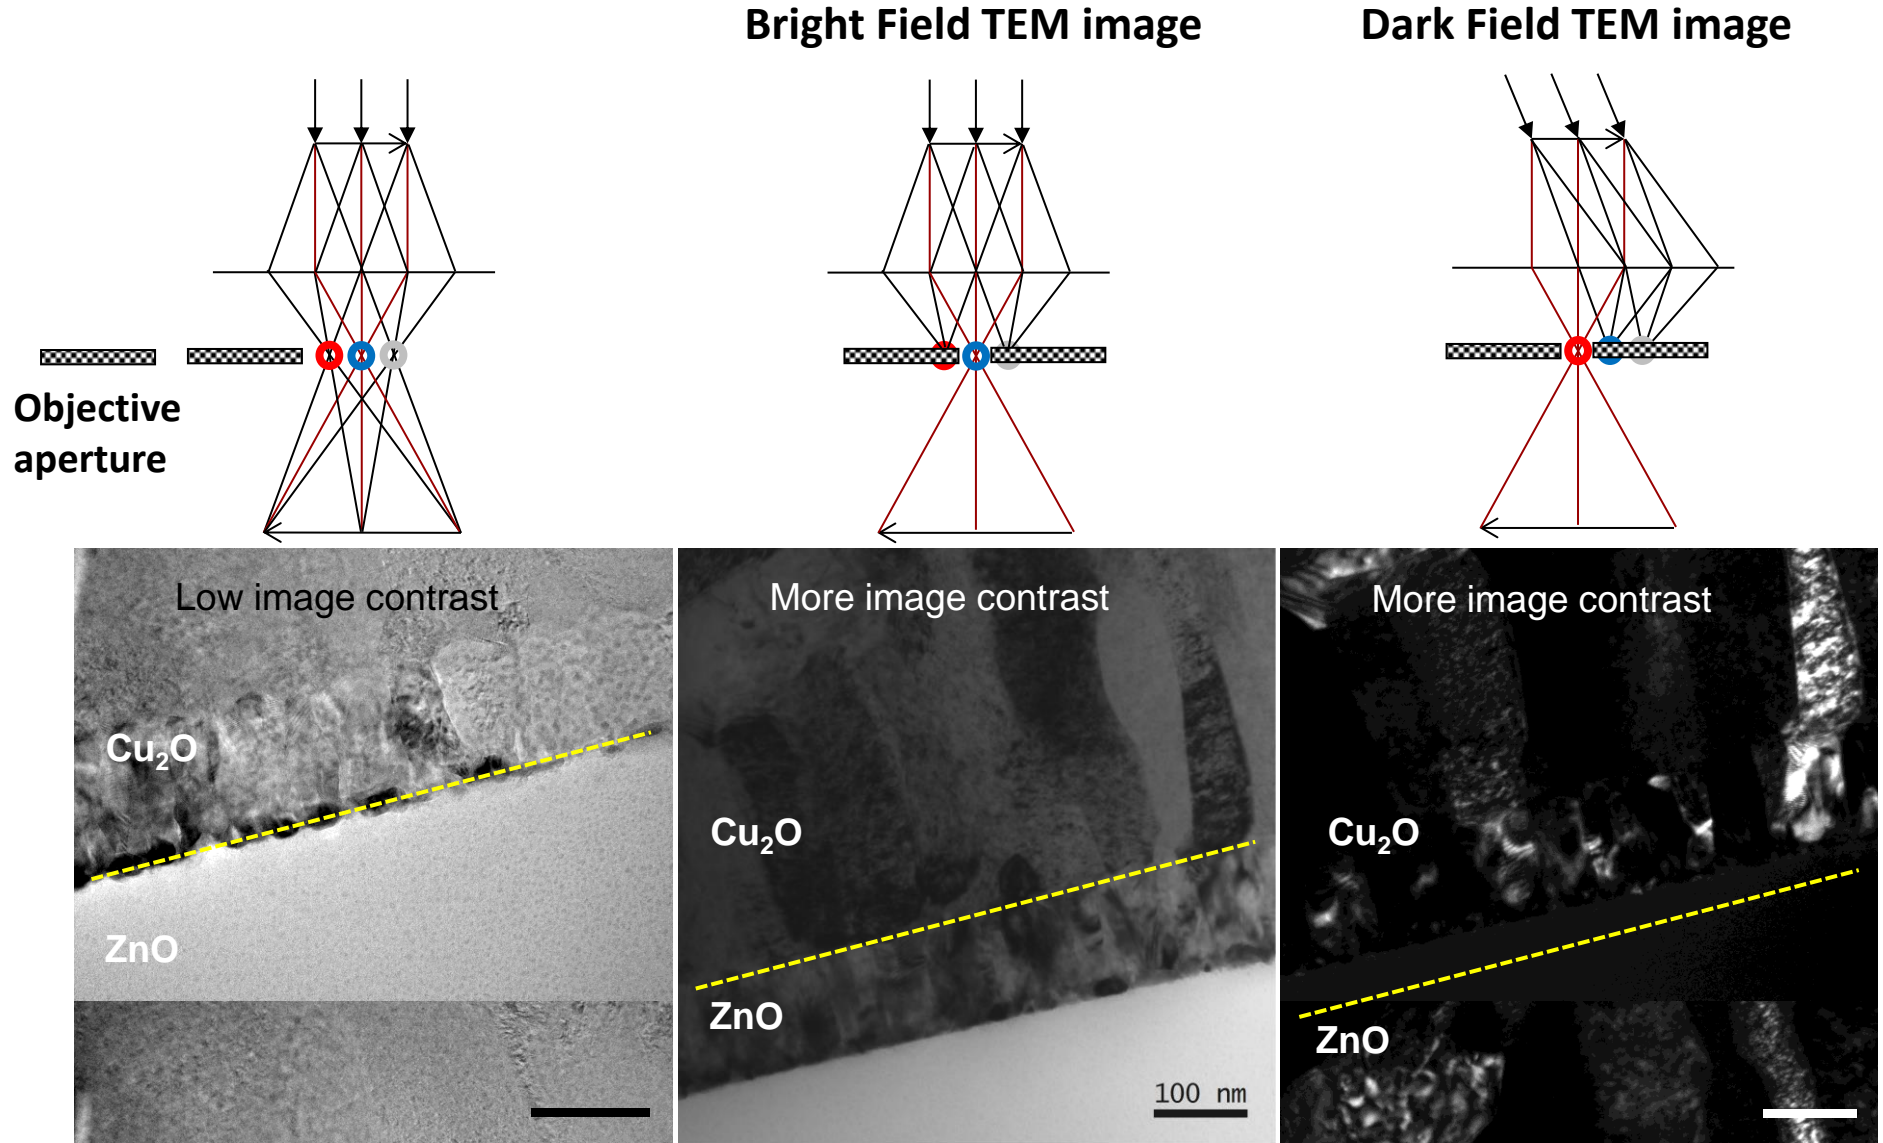 Bright Field TEM image
Dark Field TEM image
Objective
aperture
Low image contrast
More image contrast
More image contrast
Cu₂O
Cu₂O
Cu₂O
ZnO
ZnO
ZnO
100 nm